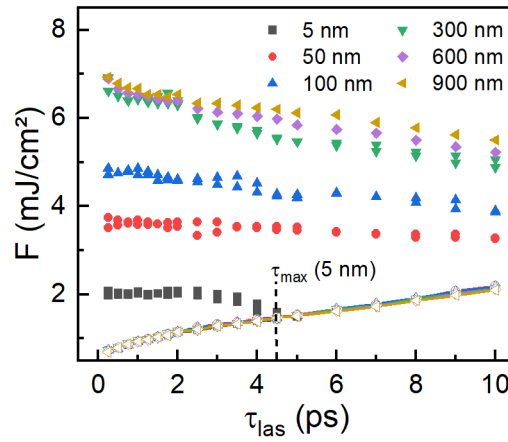 8
6
4
2
F (mJ/cm²)
5 nm
50 nm
100 nm
300 nm
600 nm
900 nm
τmax (5 nm)
0 2 4 6 8 10
τlas (ps)